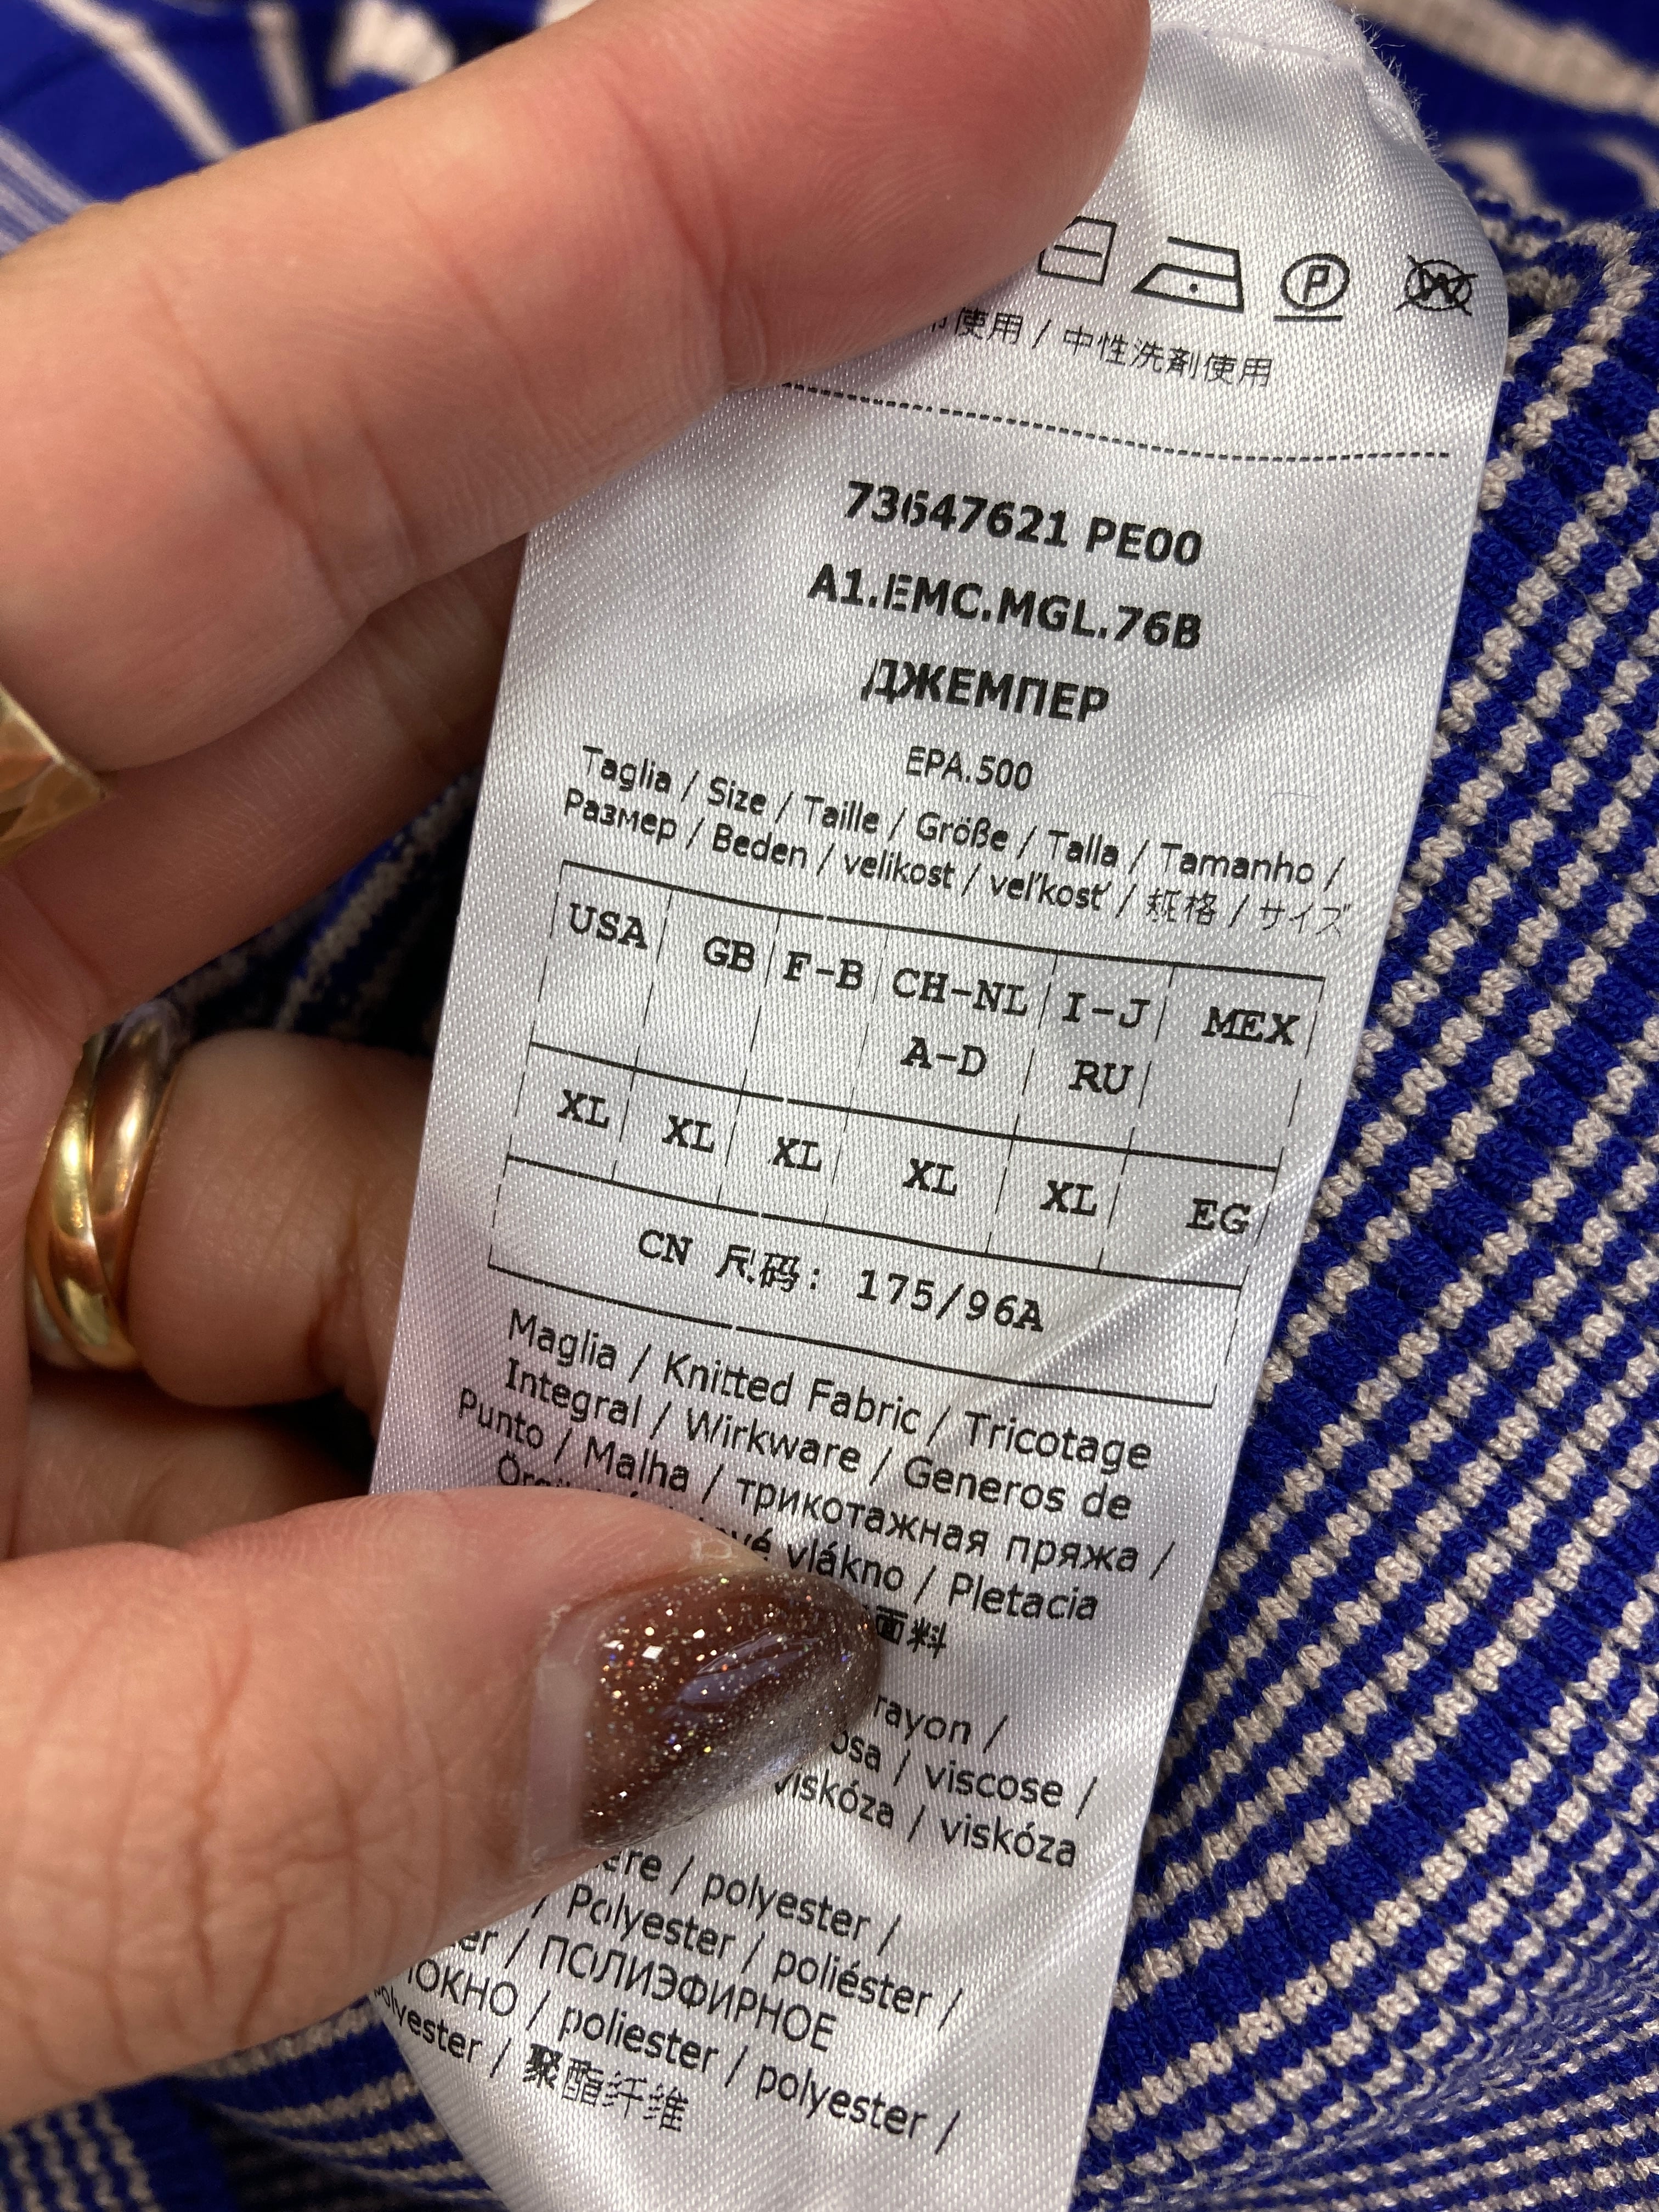 使用 / 中性洗剤使用
73647621 PE00
A1.EMC.MGL.76B
ДЖЕМПЕР
EPA.500
Taglia / Size / Taille / Größe / Talla / Tamanho /
Размер / Beden / velikost / veľkosť / 规格 / サイズ
USA GB F-B CH-NL I-J MEX
A-D RU
XL XL XL XL XL EG
CN 尺码: 175/96A
Maglia / Knitted Fabric / Tricotage
Integral / Wirkware / Generos de
Punto / Malha / трикотажная пряжа /
vlákno / Pletacia
面料
rayon /
viscose /
viskóza / viskóza
/ polyester /
/ Polyester / poliéster /
/ ПОЛИЭФИРНОЕ
/ poliester / polyester /
polyester / 聚酯纤维